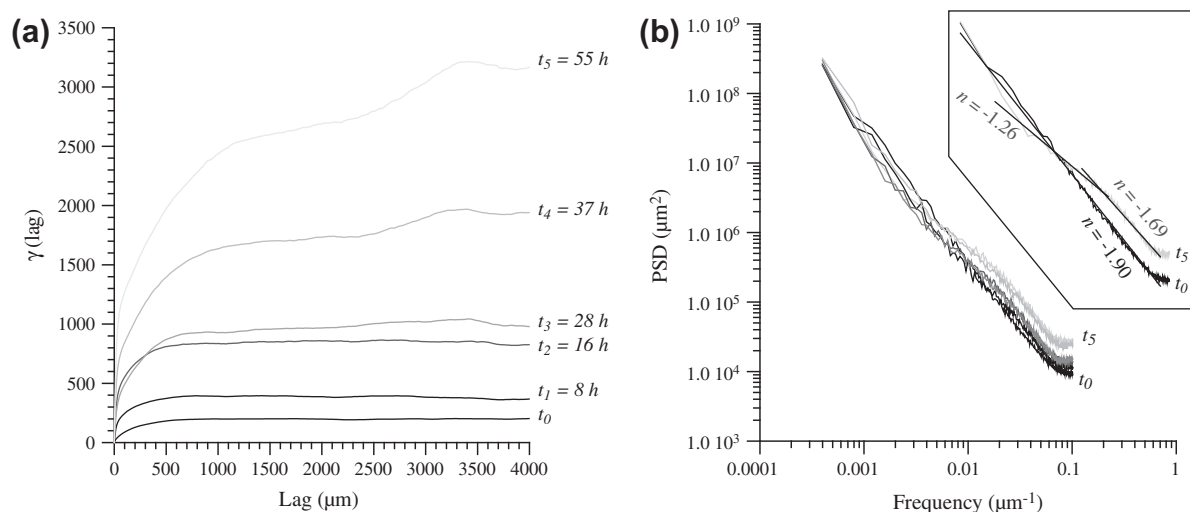 (a)
3500
3000
2500
2000
1500
1000
500
0
γ (lag)
0 500 1000 1500 2000 2500 3000 3500 4000
Lag (µm)
t5 = 55 h
t4 = 37 h
t3 = 28 h
t2 = 16 h
t1 = 8 h
t0
(b)
1.0 10⁹
1.0 10⁸
1.0 10⁷
1.0 10⁶
1.0 10⁵
1.0 10⁴
1.0 10³
PSD (µm²)
0.0001 0.001 0.01 0.1 1
Frequency (µm⁻¹)
n = -1.26
n = -1.69
n = -1.90
t5
t0
t5
t0